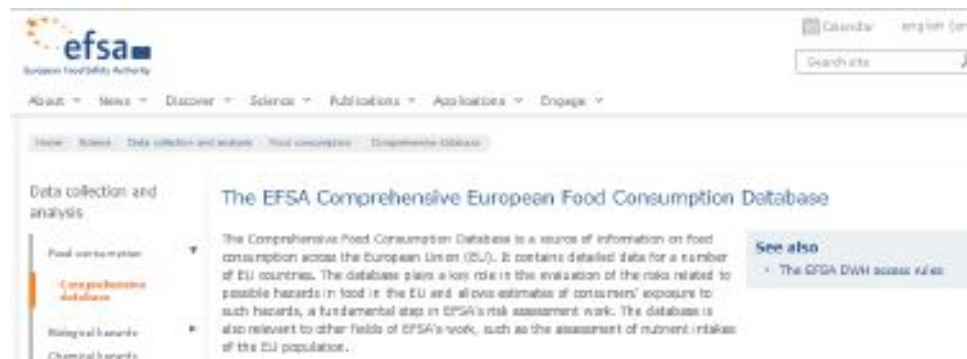 efsa
European Food Safety Authority
Calendar english (en
Search site
About News Discover Science Publications Applications Engage
Home Science Data collection and analysis Food consumption Comprehensive database
Data collection and
analysis
Food consumption
Comprehensive
database
Biological hazards
Chemical hazards
The EFSA Comprehensive European Food Consumption Database
The Comprehensive Food Consumption Database is a source of information on food
consumption across the European Union (EU). It contains detailed data for a number
of EU countries. The database plays a key role in the evaluation of the risks related to
possible hazards in food in the EU and allows estimates of consumers' exposure to
such hazards, a fundamental step in EFSA's risk assessment work. The database is
also relevant to other fields of EFSA's work, such as the assessment of nutrient intakes
of the EU population.
See also
The EFSA DWH access rules